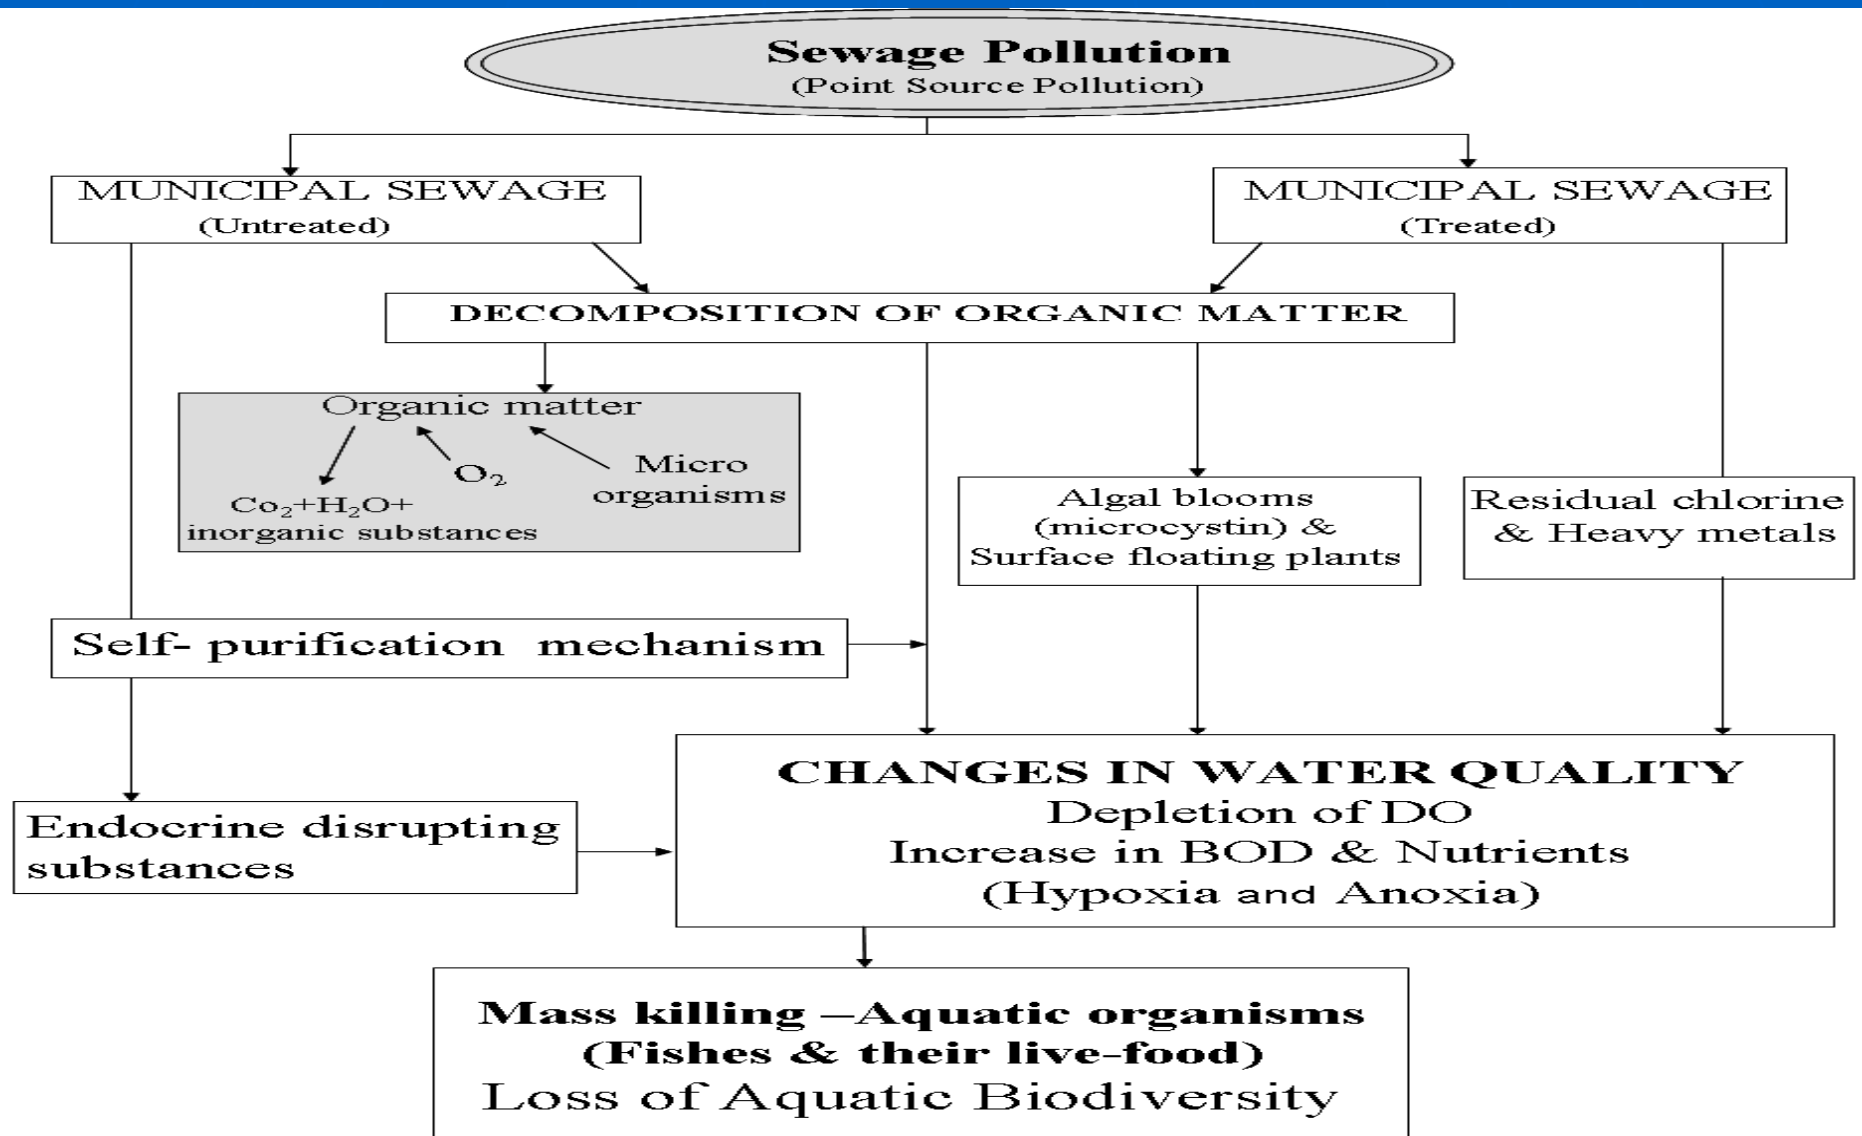 Sewage Pollution
(Point Source Pollution)
MUNICIPAL SEWAGE
(Untreated)
MUNICIPAL SEWAGE
(Treated)
DECOMPOSITION OF ORGANIC MATTER
Organic matter
O₂
Micro
organisms
Co₂+H₂O+
inorganic substances
Algal blooms
(microcystin) &
Surface floating plants
Residual chlorine
& Heavy metals
Self- purification mechanism
Endocrine disrupting
substances
CHANGES IN WATER QUALITY
Depletion of DO
Increase in BOD & Nutrients
(Hypoxia and Anoxia)
Mass killing –Aquatic organisms
(Fishes & their live-food)
Loss of Aquatic Biodiversity